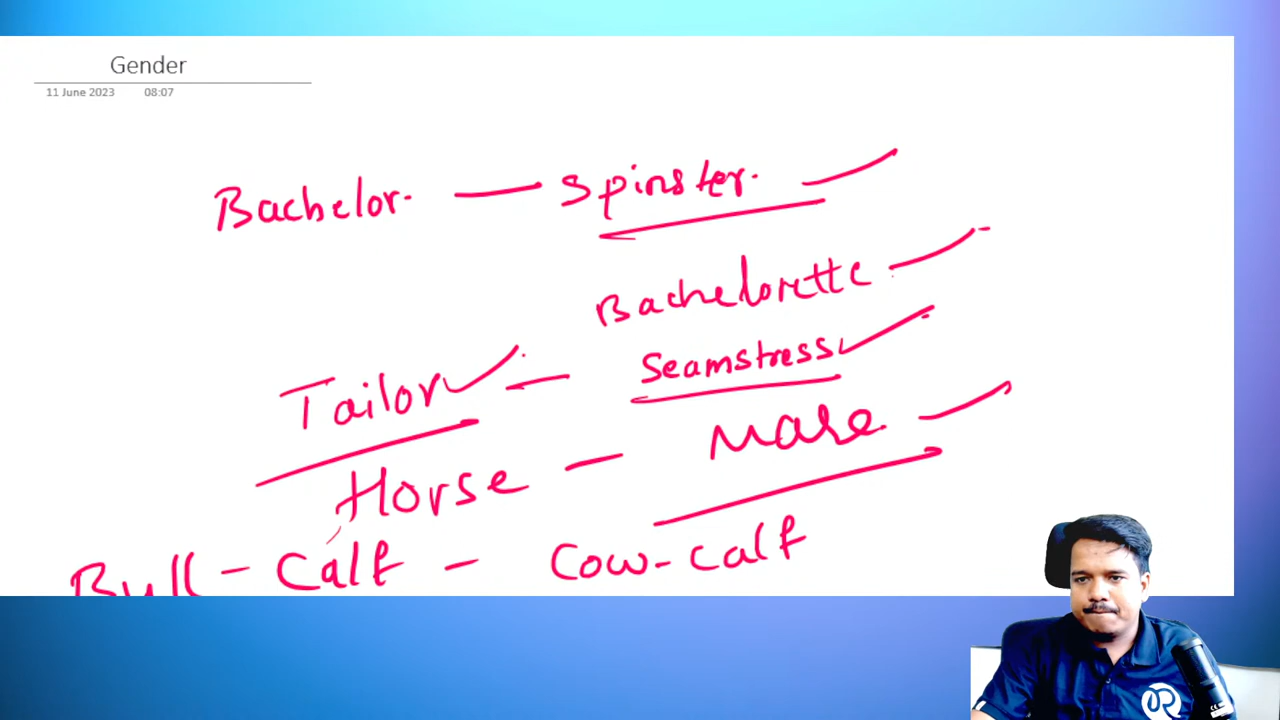 Gender
11 June 2023 08:07
Bachelor. — Spinster.
Bachelorette
Tailor — Seamstress
Horse — Mare
Bull - Calf - Cow-calf